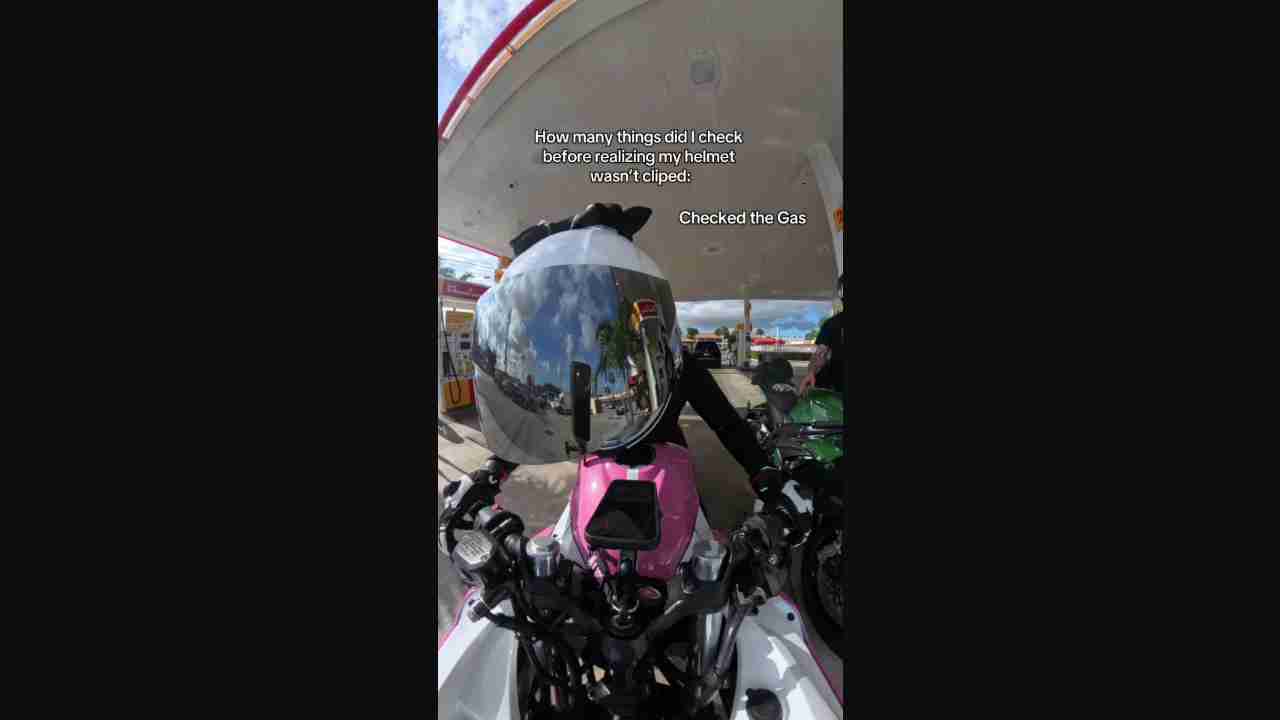 How many things did I check
before realizing my helmet
wasn't cliped:
Checked the Gas